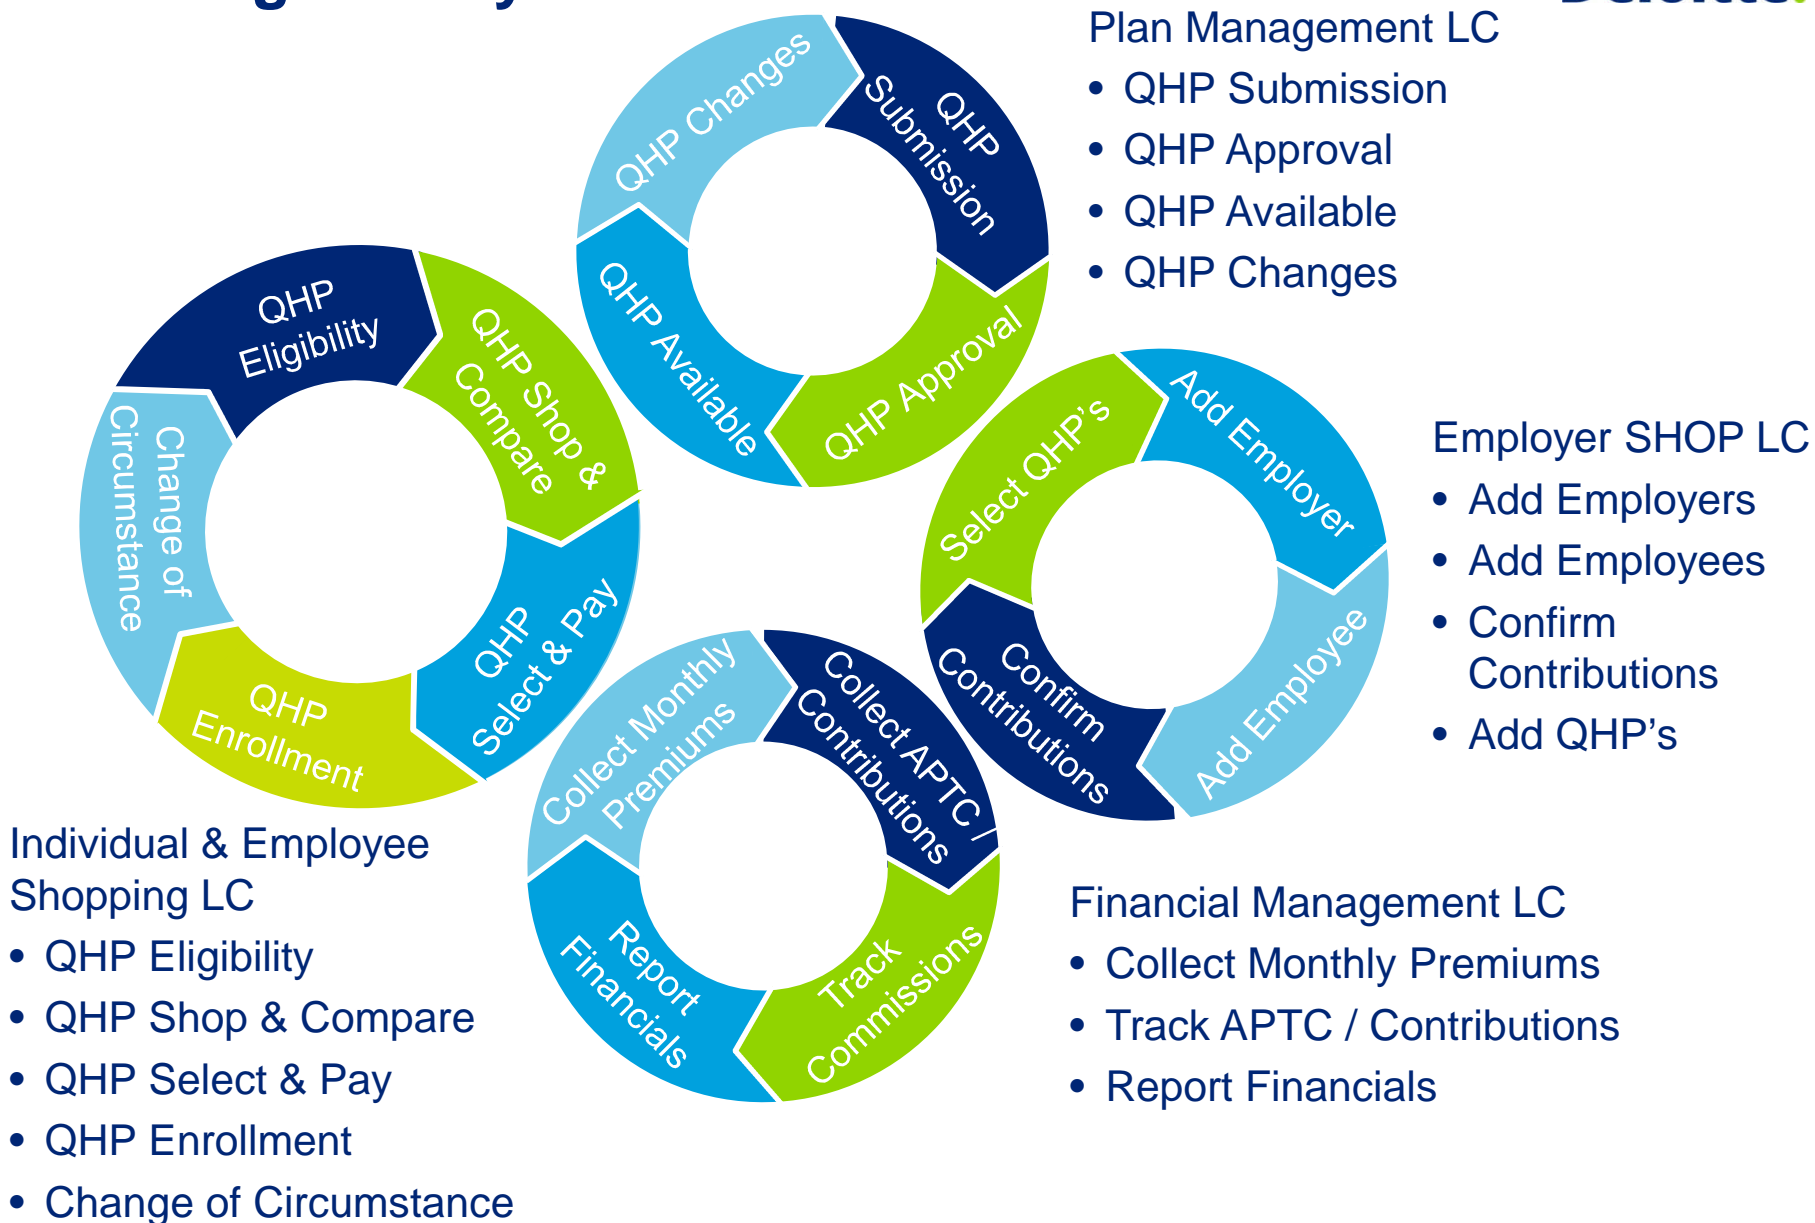 Plan Management LC
• QHP Submission
• QHP Approval
• QHP Available
• QHP Changes
QHP Changes
QHP
Submission
QHP Approval
QHP Available
QHP
Eligibility
QHP Shop &
Compare
QHP
Select & Pay
QHP
Enrollment
Change of
Circumstance
Select QHP’s
Add Employer
Add Employee
Confirm
Contributions
Employer SHOP LC
• Add Employers
• Add Employees
• Confirm
Contributions
• Add QHP’s
Collect Monthly
Premiums
Collect APTC /
Contributions
Track
Commissions
Report
Financials
Individual & Employee
Shopping LC
• QHP Eligibility
• QHP Shop & Compare
• QHP Select & Pay
• QHP Enrollment
• Change of Circumstance
Financial Management LC
• Collect Monthly Premiums
• Track APTC / Contributions
• Report Financials